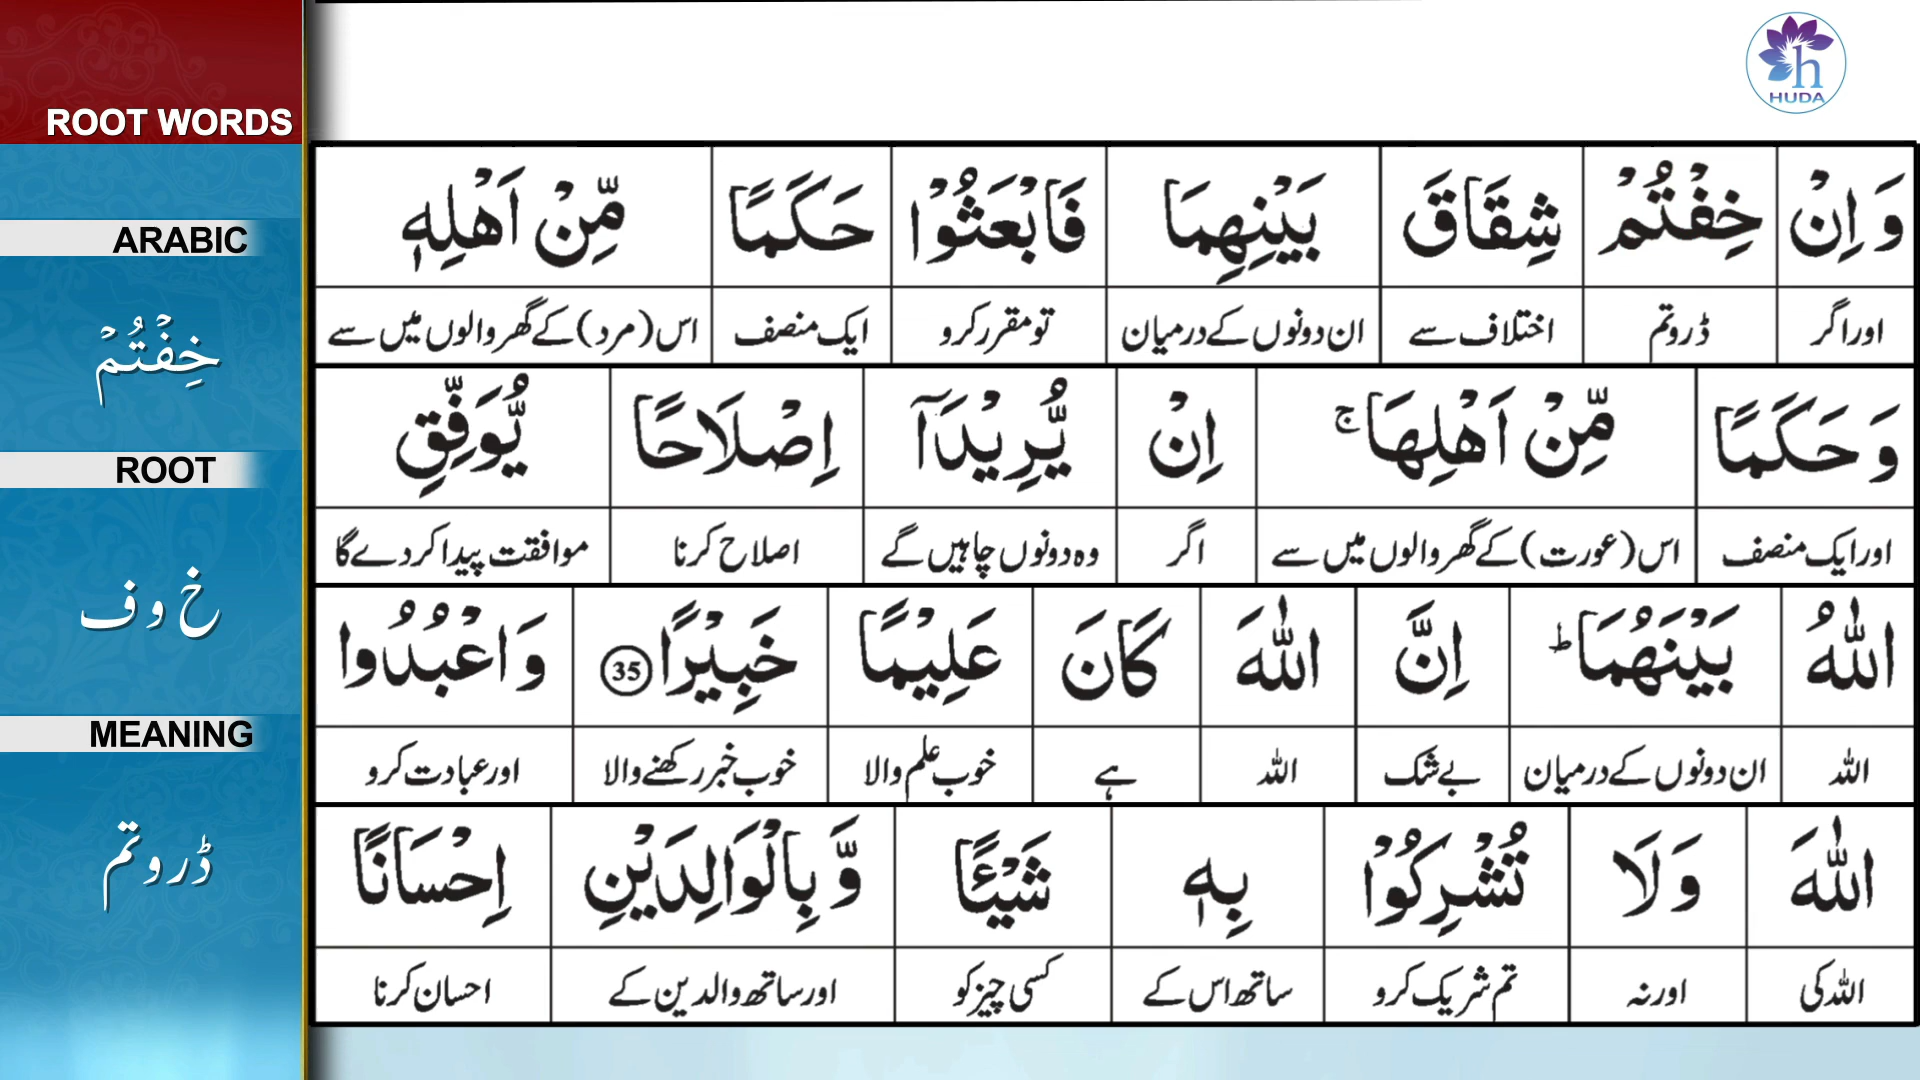 ROOT WORDS
ARABIC
خِفْتُمْ
ROOT
خ و ف
MEANING
ڈرو تم
h
HUDA
وَ اِنْ خِفْتُمْ شِقَاقَ بَيْنِهِمَا فَابْعَثُوْا حَكَمًا مِّنْ اَهْلِهٖ
اور اگر ڈرو تم اختلاف سے ان دونوں کے درمیان تو مقرر کرو ایک منصف اس (مرد) کے گھر والوں میں سے
وَ حَكَمًا مِّنْ اَهْلِهَا ۚ اِنْ يُّرِيْدَاۤ اِصْلَاحًا يُّوَفِّقِ
اور ایک منصف اس (عورت) کے گھر والوں میں سے اگر وہ دونوں چاہیں گے اصلاح کرنا موافقت پیدا کر دے گا
اللّٰهُ بَيْنَهُمَا ؕ اِنَّ اللّٰهَ كَانَ عَلِيْمًا خَبِيْرًا 35 وَ اعْبُدُوا
اللہ ان دونوں کے درمیان بے شک اللہ ہے خوب علم والا خوب خبر رکھنے والا اور عبادت کرو
اللّٰهَ وَ لَا تُشْرِكُوْا بِهٖ شَيْـًٔا وَّ بِالْوَالِدَيْنِ اِحْسَانًا
اللہ کی اور نہ تم شریک کرو ساتھ اس کے کسی چیز کو اور ساتھ والدین کے احسان کرنا